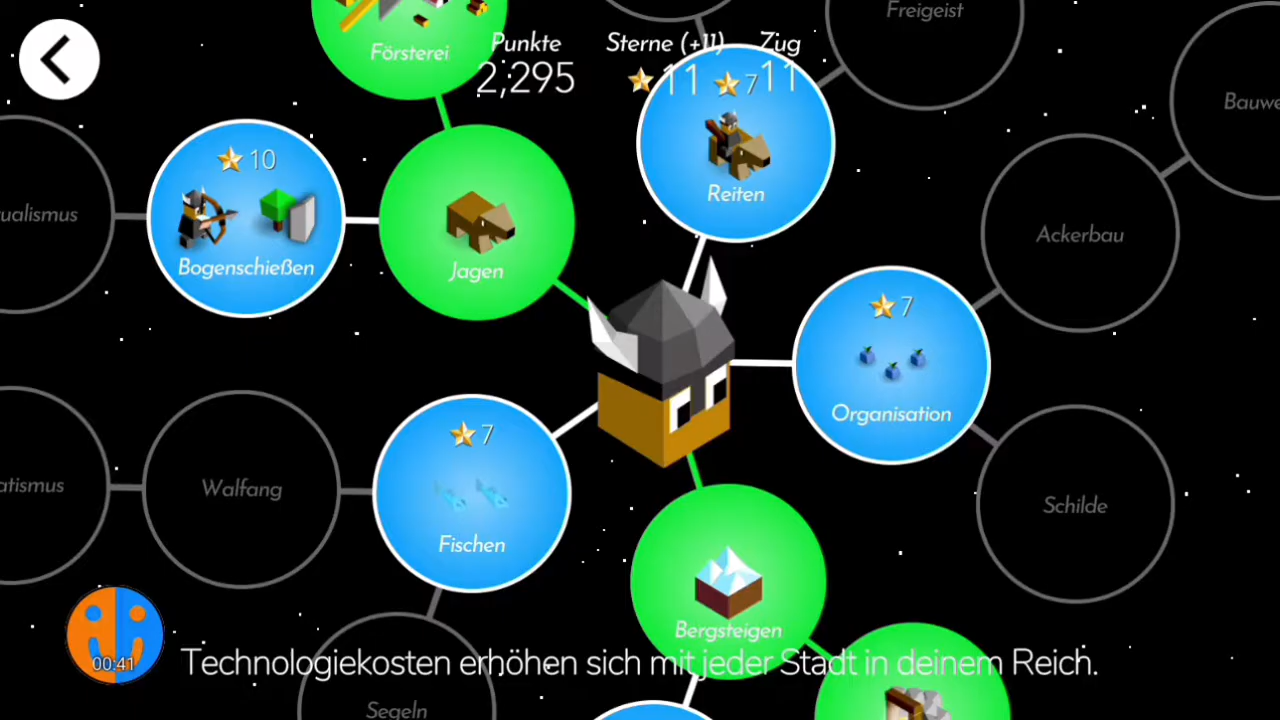 Freigeist
Försterei
Punkte
Sterne (+11)
Zug
2,295
11
11
7
Bauwe
10
Reiten
tualismus
Ackerbau
Bogenschießen
Jagen
7
Organisation
7
atismus
Walfang
Schilde
Fischen
Bergsteigen
00:41
Technologiekosten erhöhen sich mit jeder Stadt in deinem Reich.
Segeln